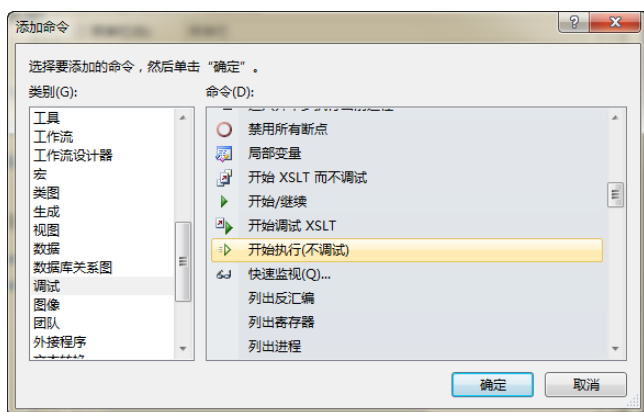 添加命令
选择要添加的命令，然后单击“确定”。
类别(G):
命令(D):
工具
工作流
工作流设计器
宏
类图
生成
视图
数据
数据库关系图
调试
图像
团队
外接程序
禁用所有断点
局部变量
开始 XSLT 而不调试
开始/继续
开始调试 XSLT
开始执行(不调试)
快速监视(Q)...
列出反汇编
列出寄存器
列出进程
确定
取消